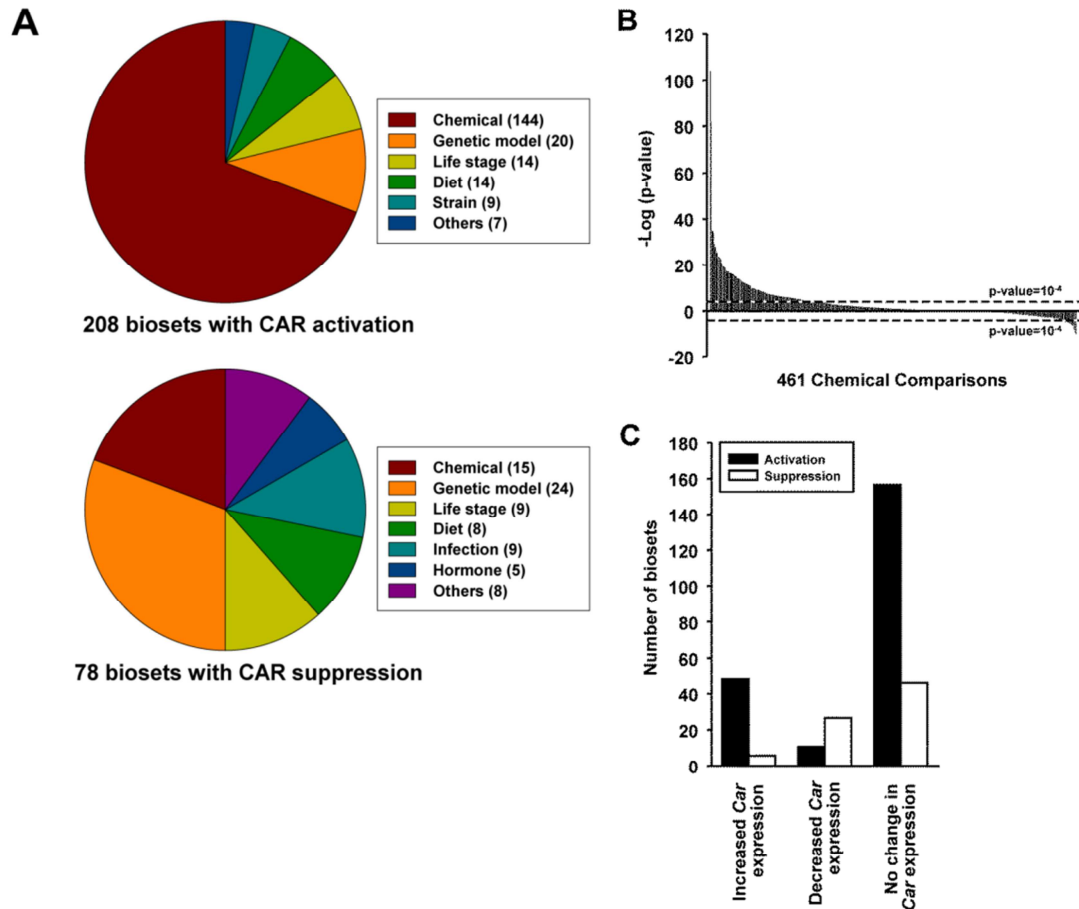 A
Chemical (144)
Genetic model (20)
Life stage (14)
Diet (14)
Strain (9)
Others (7)
208 biosets with CAR activation
Chemical (15)
Genetic model (24)
Life stage (9)
Diet (8)
Infection (9)
Hormone (5)
Others (8)
78 biosets with CAR suppression
B
-Log (p-value)
120
100
80
60
40
20
0
-20
p-value=10-4
p-value=10-4
461 Chemical Comparisons
C
Number of biosets
180
160
140
120
100
80
60
40
20
0
Activation
Suppression
Increased Car
expression
Decreased Car
expression
No change in
Car expression